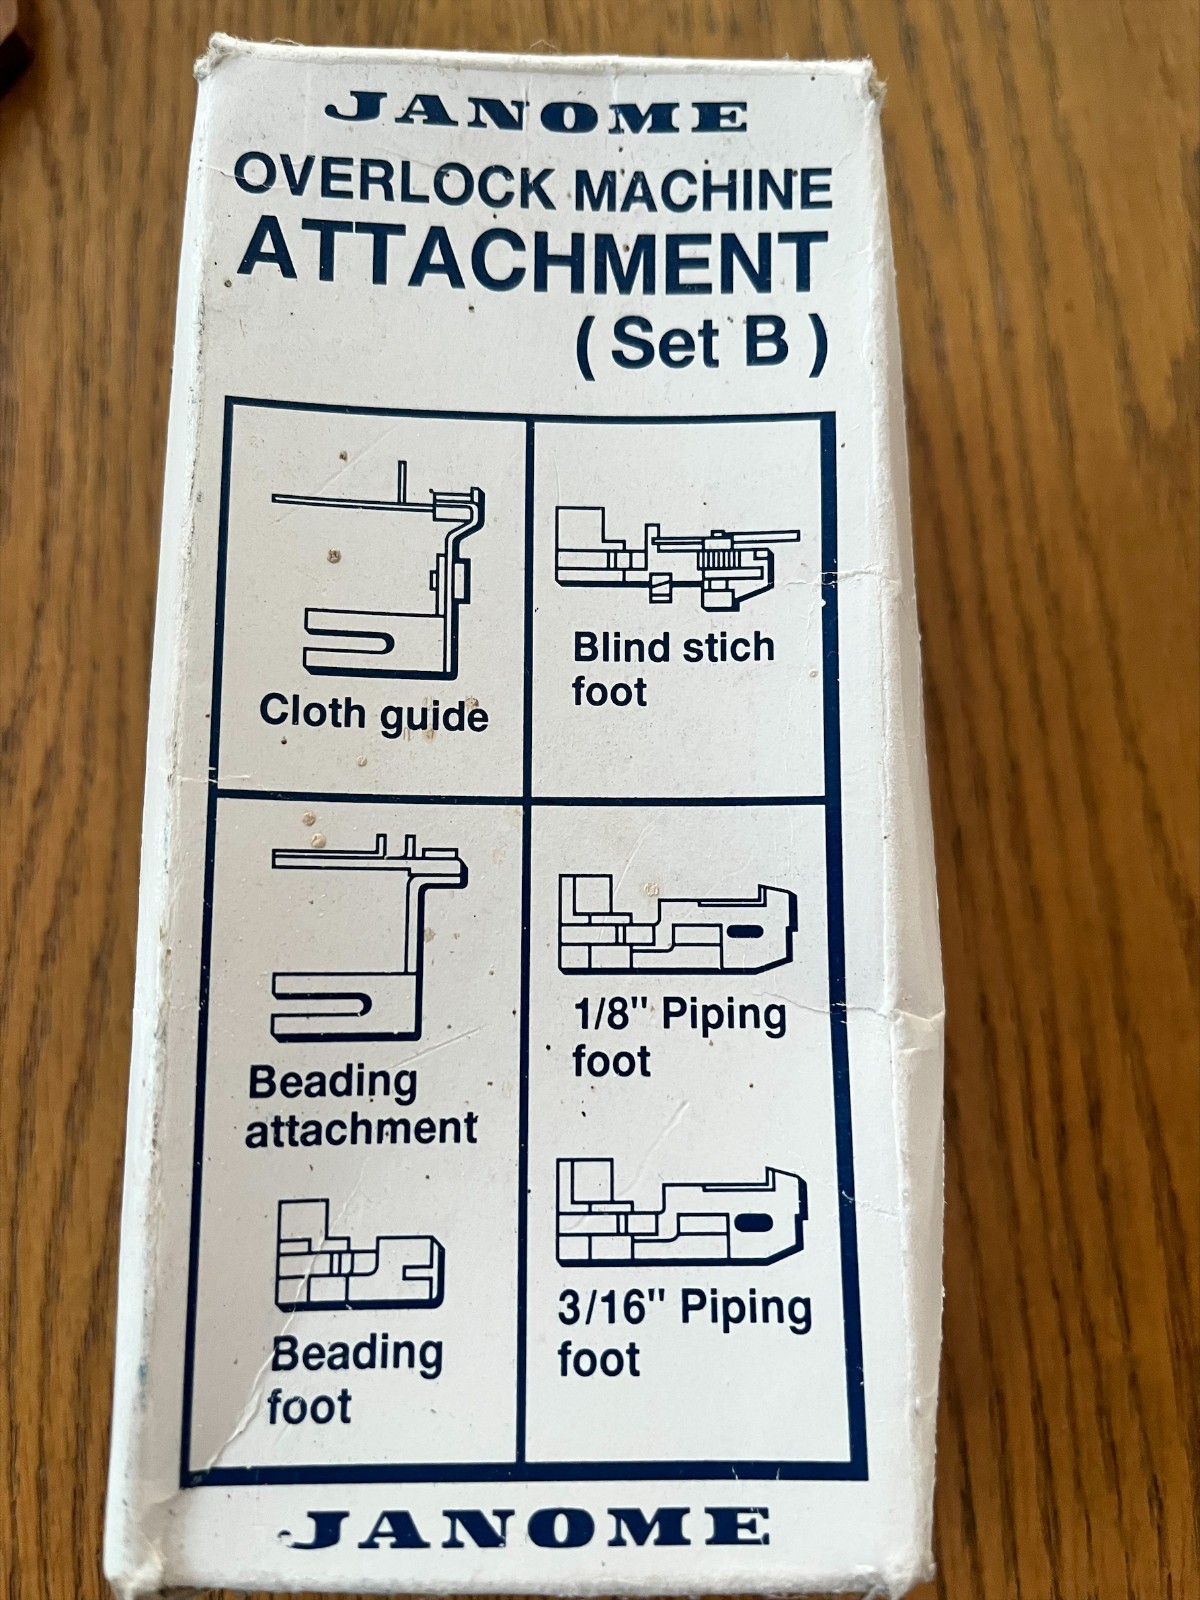 JANOME
OVERLOCK MACHINE
ATTACHMENT
(Set B)
Cloth guide
Blind stich
foot
Beading
attachment
Beading
foot
1/8" Piping
foot
3/16" Piping
foot
JANOME